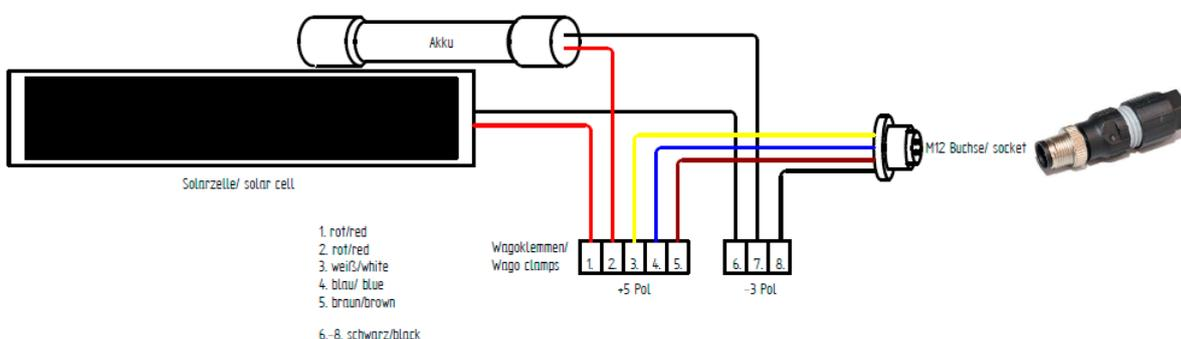 Akku
M12 Buchse/ socket
Solarzelle/ solar cell
1. rot/red
2. rot/red
3. weiß/white
4. blau/ blue
5. braun/brown
6.-8. schwarz/black
Wagoklemmen/
Wago clamps
1. 2. 3. 4. 5. 6. 7. 8.
+5 Pol -3 Pol